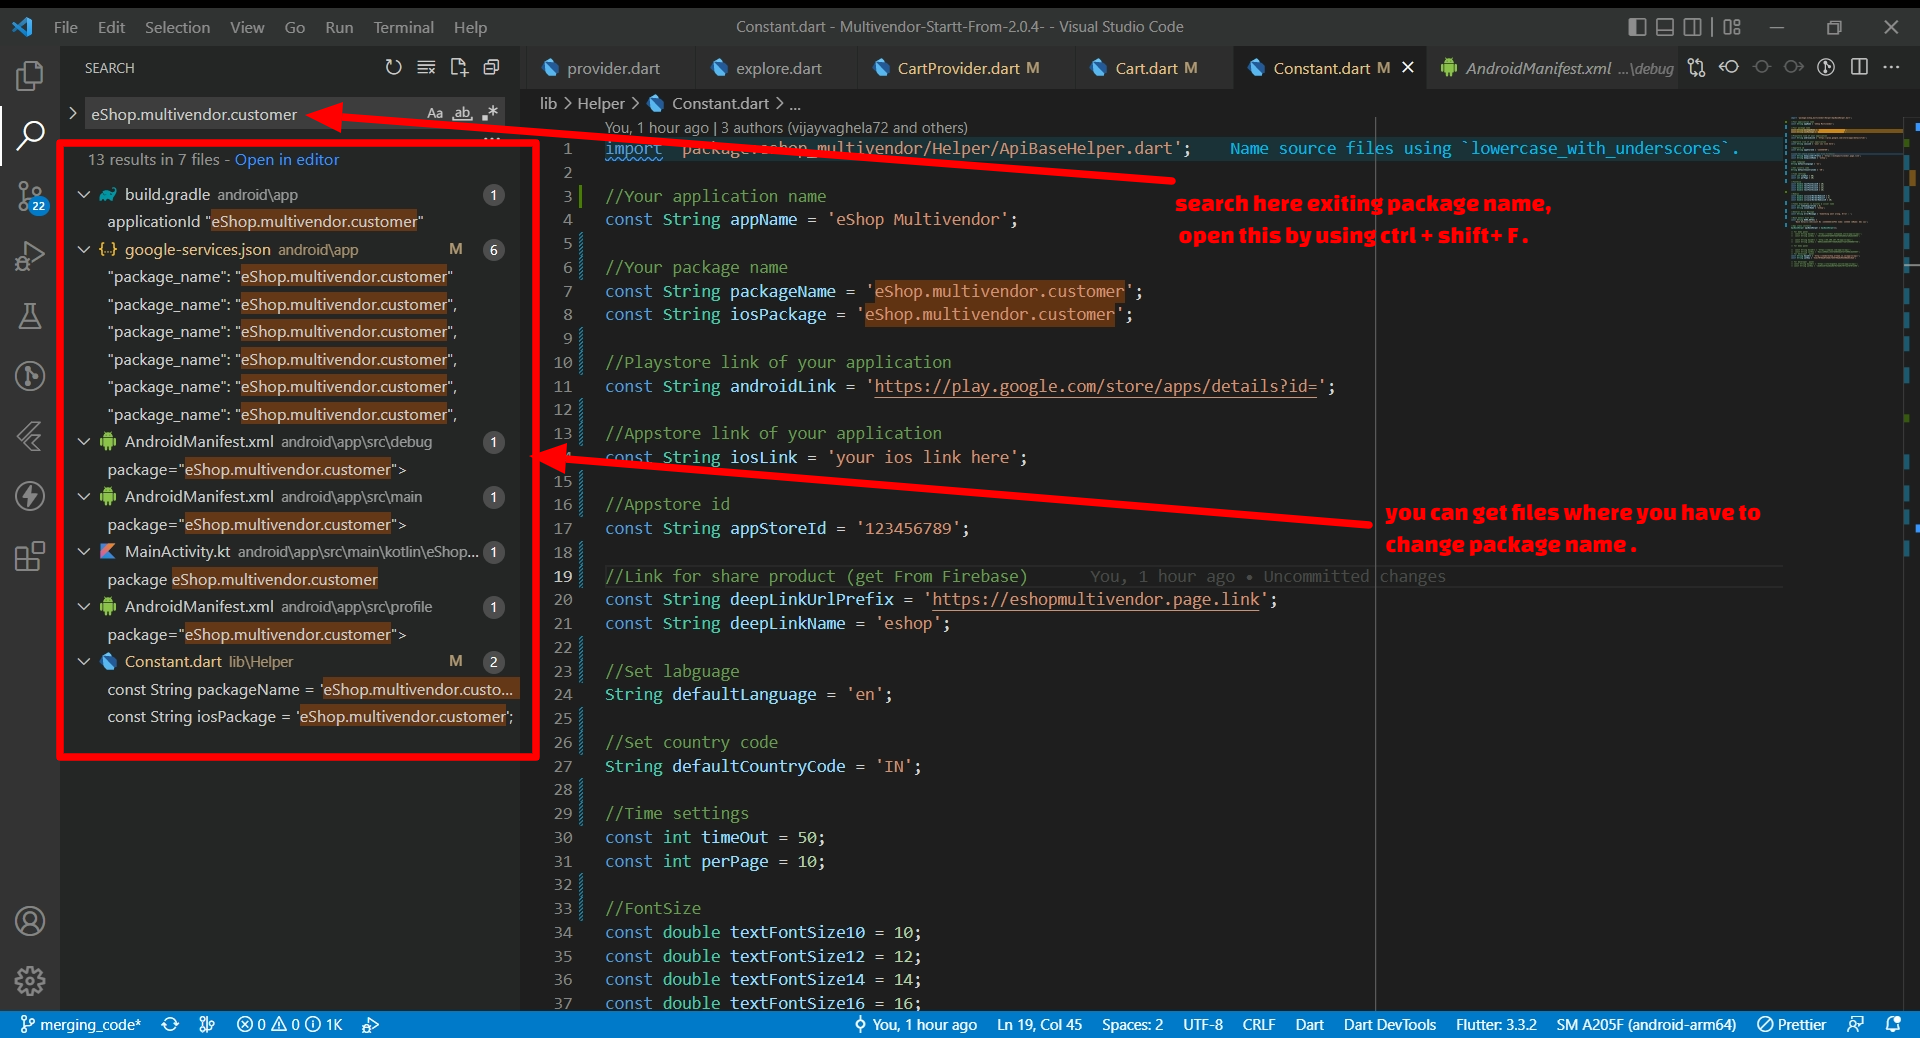 File Edit Selection View Go Run Terminal Help
Constant.dart - Multivendor-Startt-From-2.0.4- - Visual Studio Code
SEARCH
eShop.multivendor.customer
Aa ab .*
13 results in 7 files - Open in editor
build.gradle android\app 1
applicationId "eShop.multivendor.customer"
google-services.json android\app M 6
"package_name": "eShop.multivendor.customer"
"package_name": "eShop.multivendor.customer",
"package_name": "eShop.multivendor.customer",
"package_name": "eShop.multivendor.customer",
"package_name": "eShop.multivendor.customer",
"package_name": "eShop.multivendor.customer",
AndroidManifest.xml android\app\src\debug 1
package="eShop.multivendor.customer">
AndroidManifest.xml android\app\src\main 1
package="eShop.multivendor.customer">
MainActivity.kt android\app\src\main\kotlin\eShop... 1
package eShop.multivendor.customer
AndroidManifest.xml android\app\src\profile 1
package="eShop.multivendor.customer">
Constant.dart lib\Helper M 2
const String packageName = 'eShop.multivendor.custo...
const String iosPackage = 'eShop.multivendor.customer';
22
provider.dart explore.dart CartProvider.dart M Cart.dart M Constant.dart M AndroidManifest.xml ...\debug
lib > Helper > Constant.dart > ...
You, 1 hour ago | 3 authors (vijayvaghela72 and others)
1 import 'package:eshop_multivendor/Helper/ApiBaseHelper.dart'; Name source files using `lowercase_with_underscores`.
2
3 //Your application name
4 const String appName = 'eShop Multivendor';
5
6 //Your package name
7 const String packageName = 'eShop.multivendor.customer';
8 const String iosPackage = 'eShop.multivendor.customer';
9
10 //Playstore link of your application
11 const String androidLink = 'https://play.google.com/store/apps/details?id=';
12
13 //Appstore link of your application
const String iosLink = 'your ios link here';
15
16 //Appstore id
17 const String appStoreId = '123456789';
18
19 //Link for share product (get From Firebase) You, 1 hour ago • Uncommitted changes
20 const String deepLinkUrlPrefix = 'https://eshopmultivendor.page.link';
21 const String deepLinkName = 'eshop';
22
23 //Set labguage
24 String defaultLanguage = 'en';
25
26 //Set country code
27 String defaultCountryCode = 'IN';
28
29 //Time settings
30 const int timeOut = 50;
31 const int perPage = 10;
32
33 //FontSize
34 const double textFontSize10 = 10;
35 const double textFontSize12 = 12;
36 const double textFontSize14 = 14;
37 const double textFontSize16 = 16;
search here exiting package name,
open this by using ctrl + shift+ F .
you can get files where you have to
change package name .
merging_code* 0 0 1K You, 1 hour ago Ln 19, Col 45 Spaces: 2 UTF-8 CRLF Dart Dart DevTools Flutter: 3.3.2 SM A205F (android-arm64) Prettier